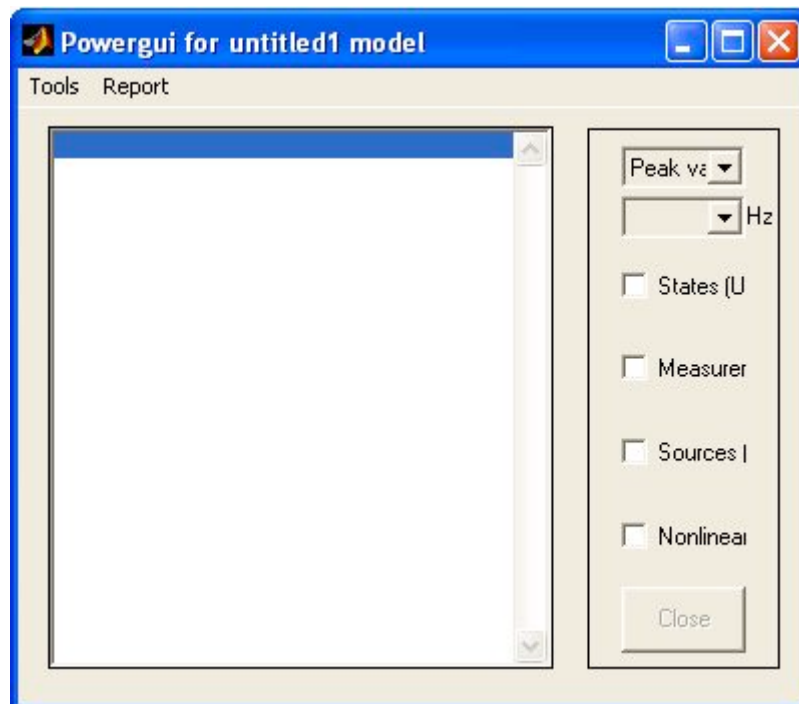 Powergui for untitled1 model
Tools Report
Peak va
Hz
States (U
Measurer
Sources (
Nonlinear
Close